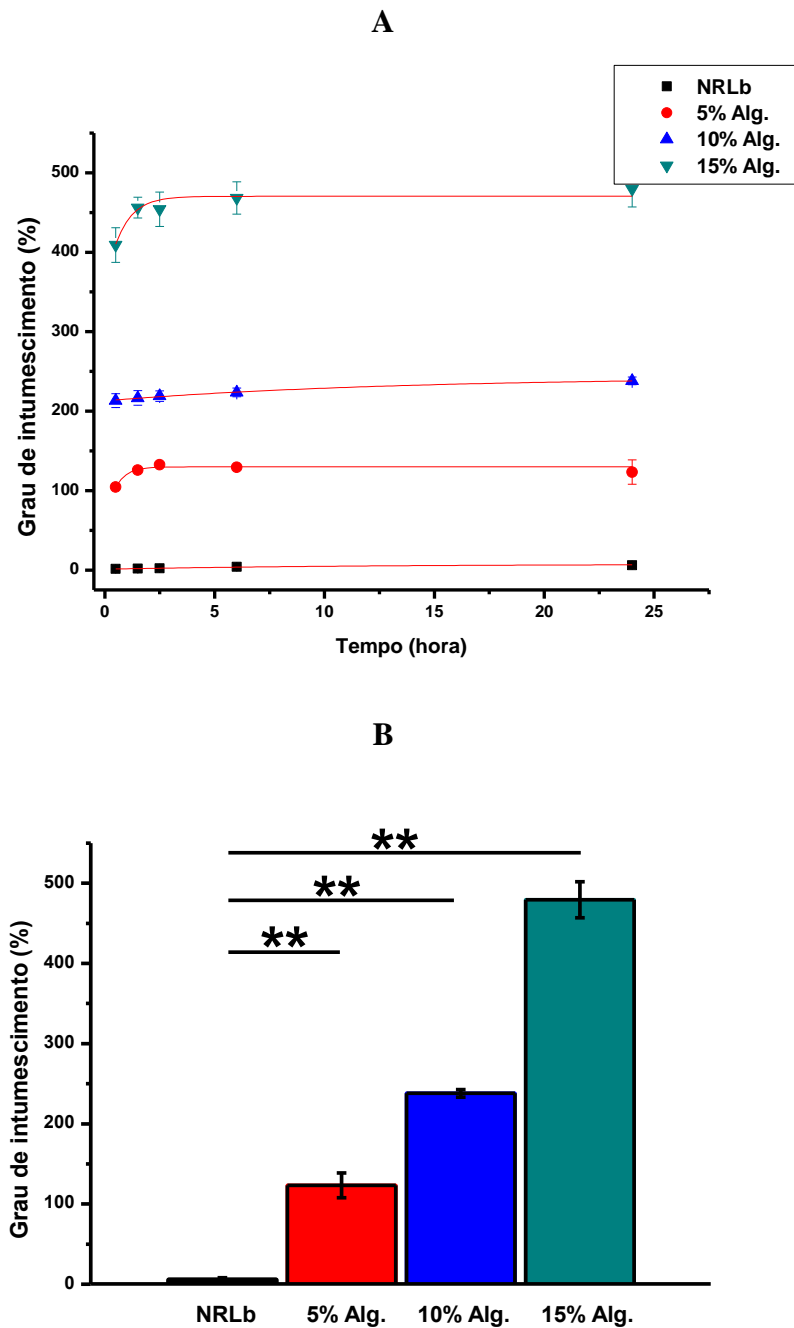 A
NRLb
5% Alg.
10% Alg.
15% Alg.
500
400
300
200
100
0
Grau de intumescimento (%)
0
5
10
15
20
25
Tempo (hora)
B
**
**
**
500
400
300
200
100
0
Grau de intumescimento (%)
NRLb
5% Alg.
10% Alg.
15% Alg.